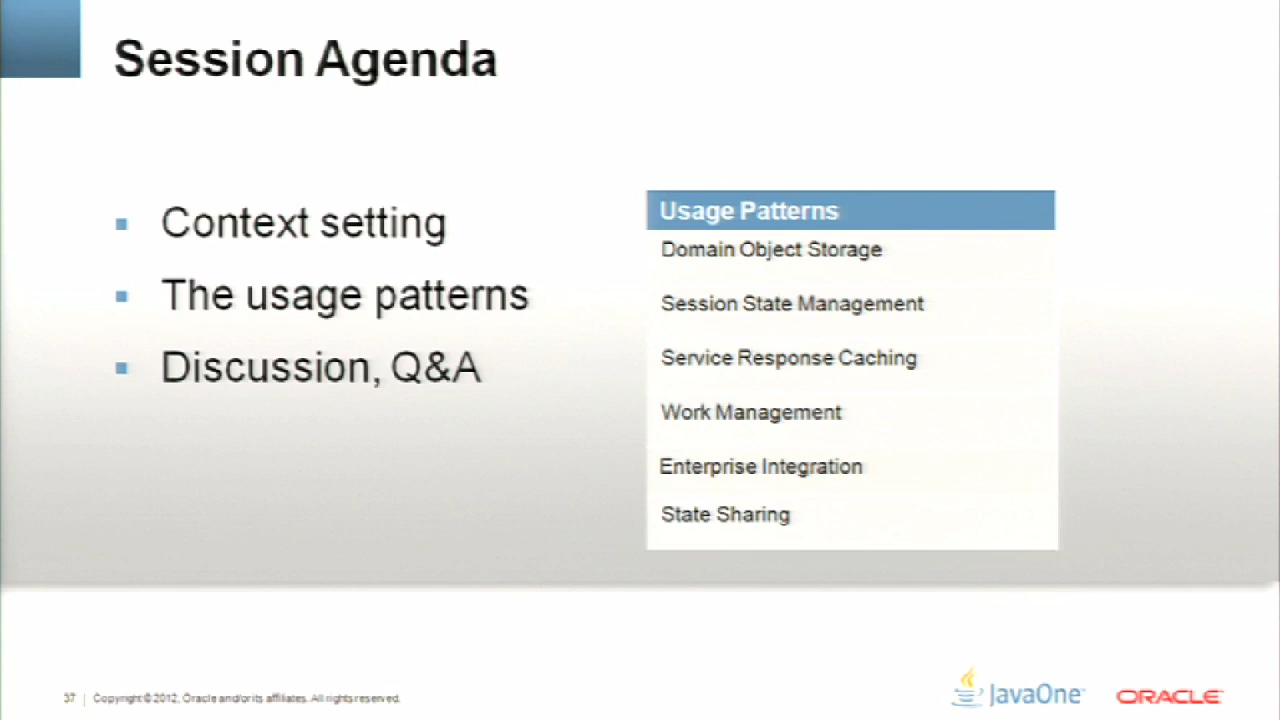 Session Agenda
Context setting
The usage patterns
Discussion, Q&A
Usage Patterns
Domain Object Storage
Session State Management
Service Response Caching
Work Management
Enterprise Integration
State Sharing
37 | Copyright © 2012, Oracle and/or its affiliates. All rights reserved.
JavaOne
ORACLE